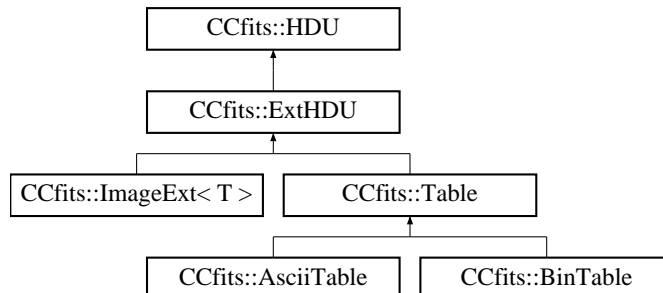 CCfits::HDU
CCfits::ExtHDU
CCfits::ImageExt< T >
CCfits::Table
CCfits::AsciiTable
CCfits::BinTable